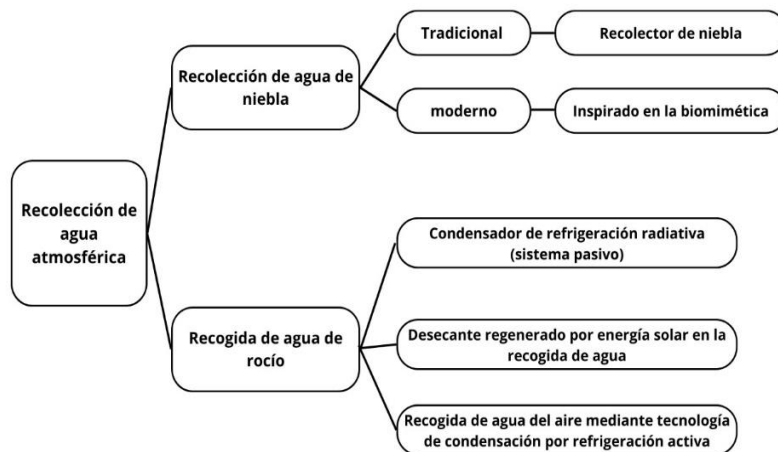 Tradicional
Recolector de niebla
Recolección de agua de
niebla
moderno
Inspirado en la biomimética
Recolección de
agua
atmosférica
Condensador de refrigeración radiativa
(sistema pasivo)
Recogida de agua de
rocío
Desecante regenerado por energía solar en la
recogida de agua
Recogida de agua del aire mediante tecnología
de condensación por refrigeración activa